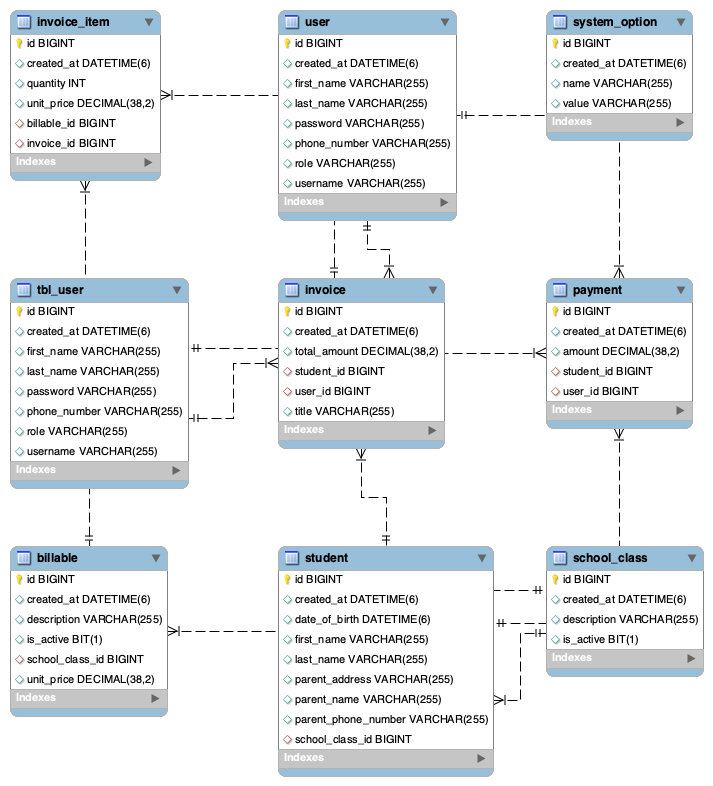 invoice_item
id BIGINT
created_at DATETIME(6)
quantity INT
unit_price DECIMAL(38,2)
billable_id BIGINT
invoice_id BIGINT
Indexes
user
id BIGINT
created_at DATETIME(6)
first_name VARCHAR(255)
last_name VARCHAR(255)
password VARCHAR(255)
phone_number VARCHAR(255)
role VARCHAR(255)
username VARCHAR(255)
Indexes
system_option
id BIGINT
created_at DATETIME(6)
name VARCHAR(255)
value VARCHAR(255)
Indexes
tbl_user
id BIGINT
created_at DATETIME(6)
first_name VARCHAR(255)
last_name VARCHAR(255)
password VARCHAR(255)
phone_number VARCHAR(255)
role VARCHAR(255)
username VARCHAR(255)
Indexes
invoice
id BIGINT
created_at DATETIME(6)
total_amount DECIMAL(38,2)
student_id BIGINT
user_id BIGINT
title VARCHAR(255)
Indexes
payment
id BIGINT
created_at DATETIME(6)
amount DECIMAL(38,2)
student_id BIGINT
user_id BIGINT
Indexes
billable
id BIGINT
created_at DATETIME(6)
description VARCHAR(255)
is_active BIT(1)
school_class_id BIGINT
unit_price DECIMAL(38,2)
Indexes
student
id BIGINT
created_at DATETIME(6)
date_of_birth DATETIME(6)
first_name VARCHAR(255)
last_name VARCHAR(255)
parent_address VARCHAR(255)
parent_name VARCHAR(255)
parent_phone_number VARCHAR(255)
school_class_id BIGINT
Indexes
school_class
id BIGINT
created_at DATETIME(6)
description VARCHAR(255)
is_active BIT(1)
Indexes